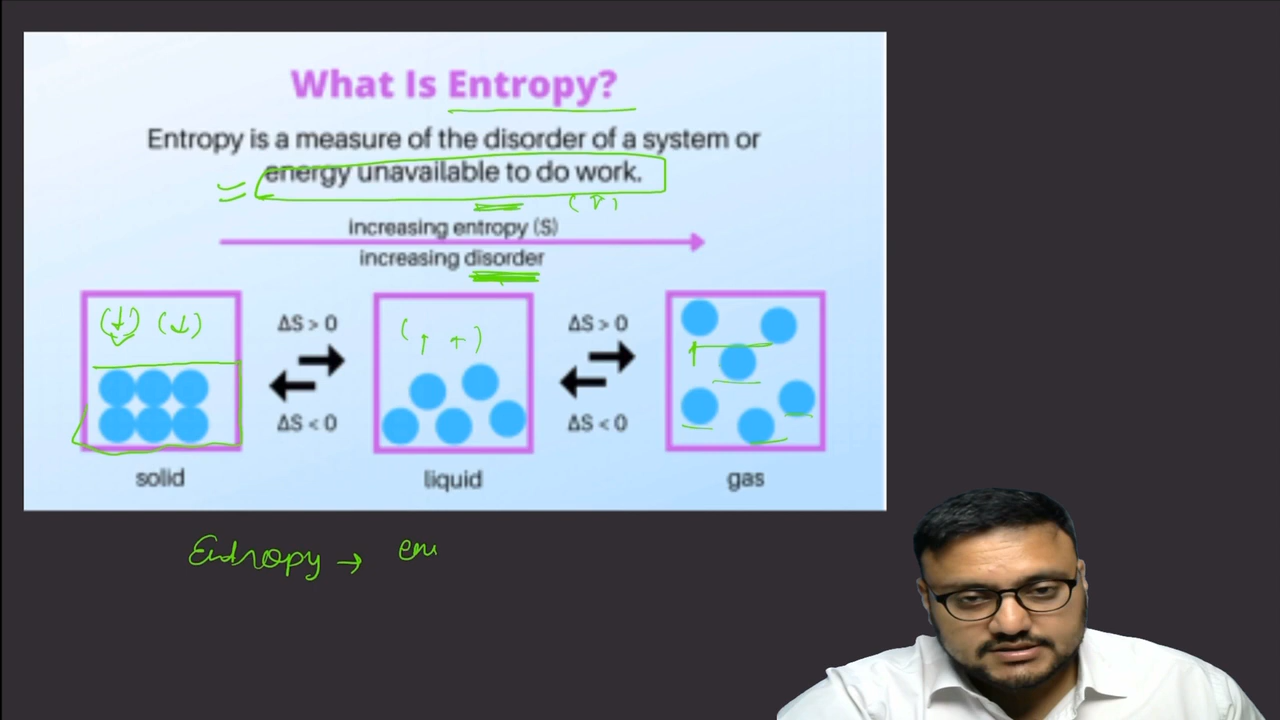 What Is Entropy?
Entropy is a measure of the disorder of a system or
energy unavailable to do work.
increasing entropy (S)
increasing disorder
ΔS > 0
ΔS < 0
ΔS > 0
ΔS < 0
solid
liquid
gas
Entropy →